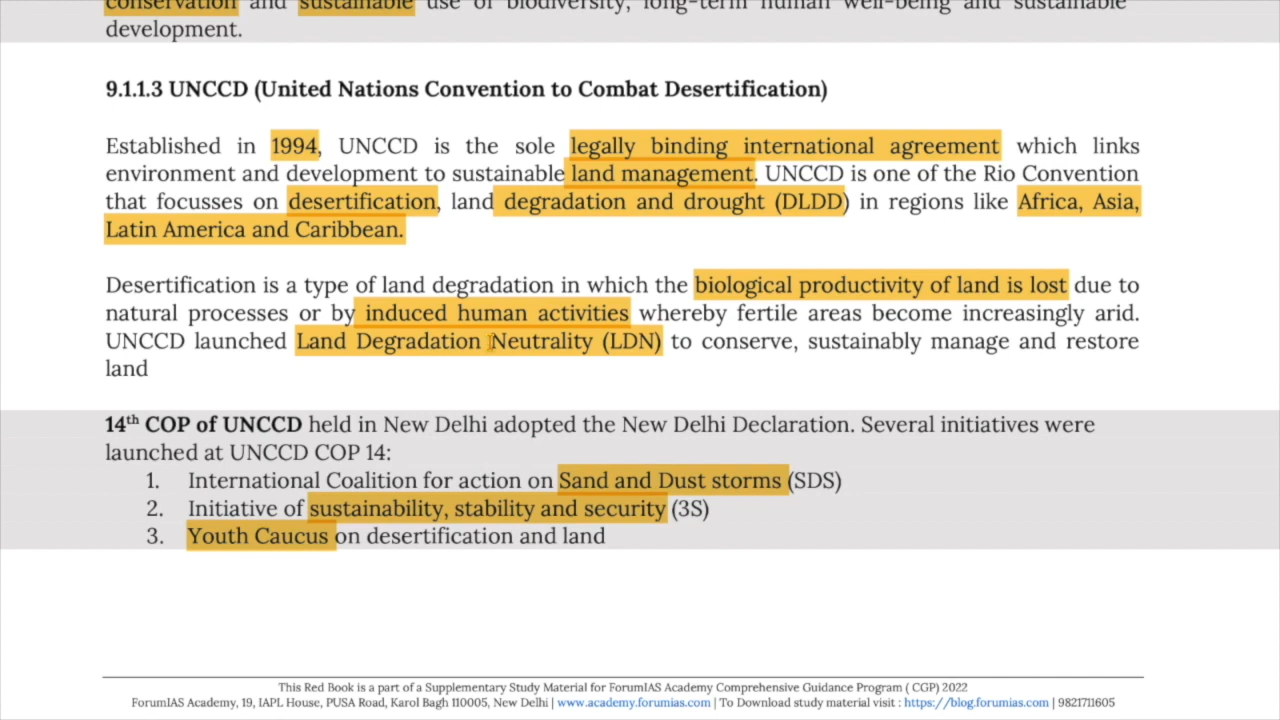 conservation and sustainable use of biodiversity, long-term human well-being and sustainable
development.
9.1.1.3 UNCCD (United Nations Convention to Combat Desertification)
Established in 1994, UNCCD is the sole legally binding international agreement which links
environment and development to sustainable land management. UNCCD is one of the Rio Convention
that focusses on desertification, land degradation and drought (DLDD) in regions like Africa, Asia,
Latin America and Caribbean.
Desertification is a type of land degradation in which the biological productivity of land is lost due to
natural processes or by induced human activities whereby fertile areas become increasingly arid.
UNCCD launched Land Degradation Neutrality (LDN) to conserve, sustainably manage and restore
land
14th COP of UNCCD held in New Delhi adopted the New Delhi Declaration. Several initiatives were
launched at UNCCD COP 14:
1. International Coalition for action on Sand and Dust storms (SDS)
2. Initiative of sustainability, stability and security (3S)
3. Youth Caucus on desertification and land
This Red Book is a part of a Supplementary Study Material for ForumIAS Academy Comprehensive Guidance Program ( CGP) 2022
ForumIAS Academy, 19, IAPL House, PUSA Road, Karol Bagh 110005, New Delhi | www.academy.forumias.com | To Download study material visit : https://blog.forumias.com | 9821711605